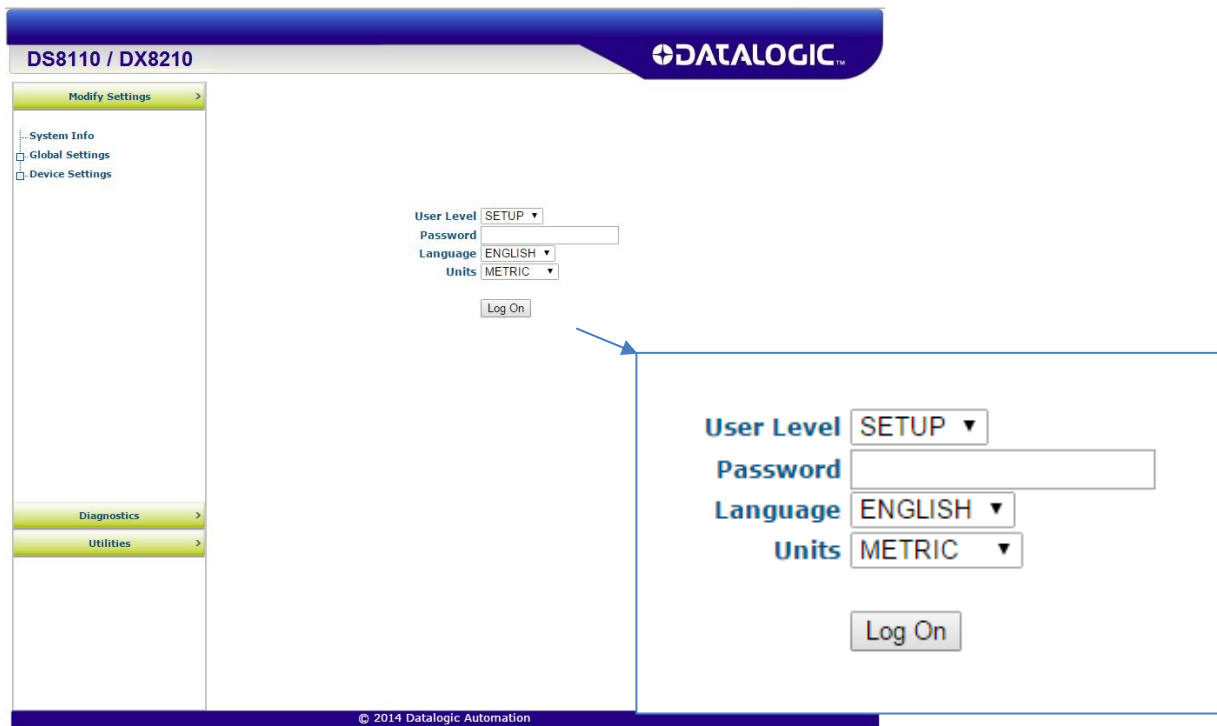 DS8110 / DX8210
DATALOGIC™
Modify Settings >
System Info
Global Settings
Device Settings
User Level SETUP ▼
Password
Language ENGLISH ▼
Units METRIC ▼
Log On
User Level SETUP ▼
Password
Language ENGLISH ▼
Units METRIC ▼
Log On
Diagnostics >
Utilities >
© 2014 Datalogic Automation